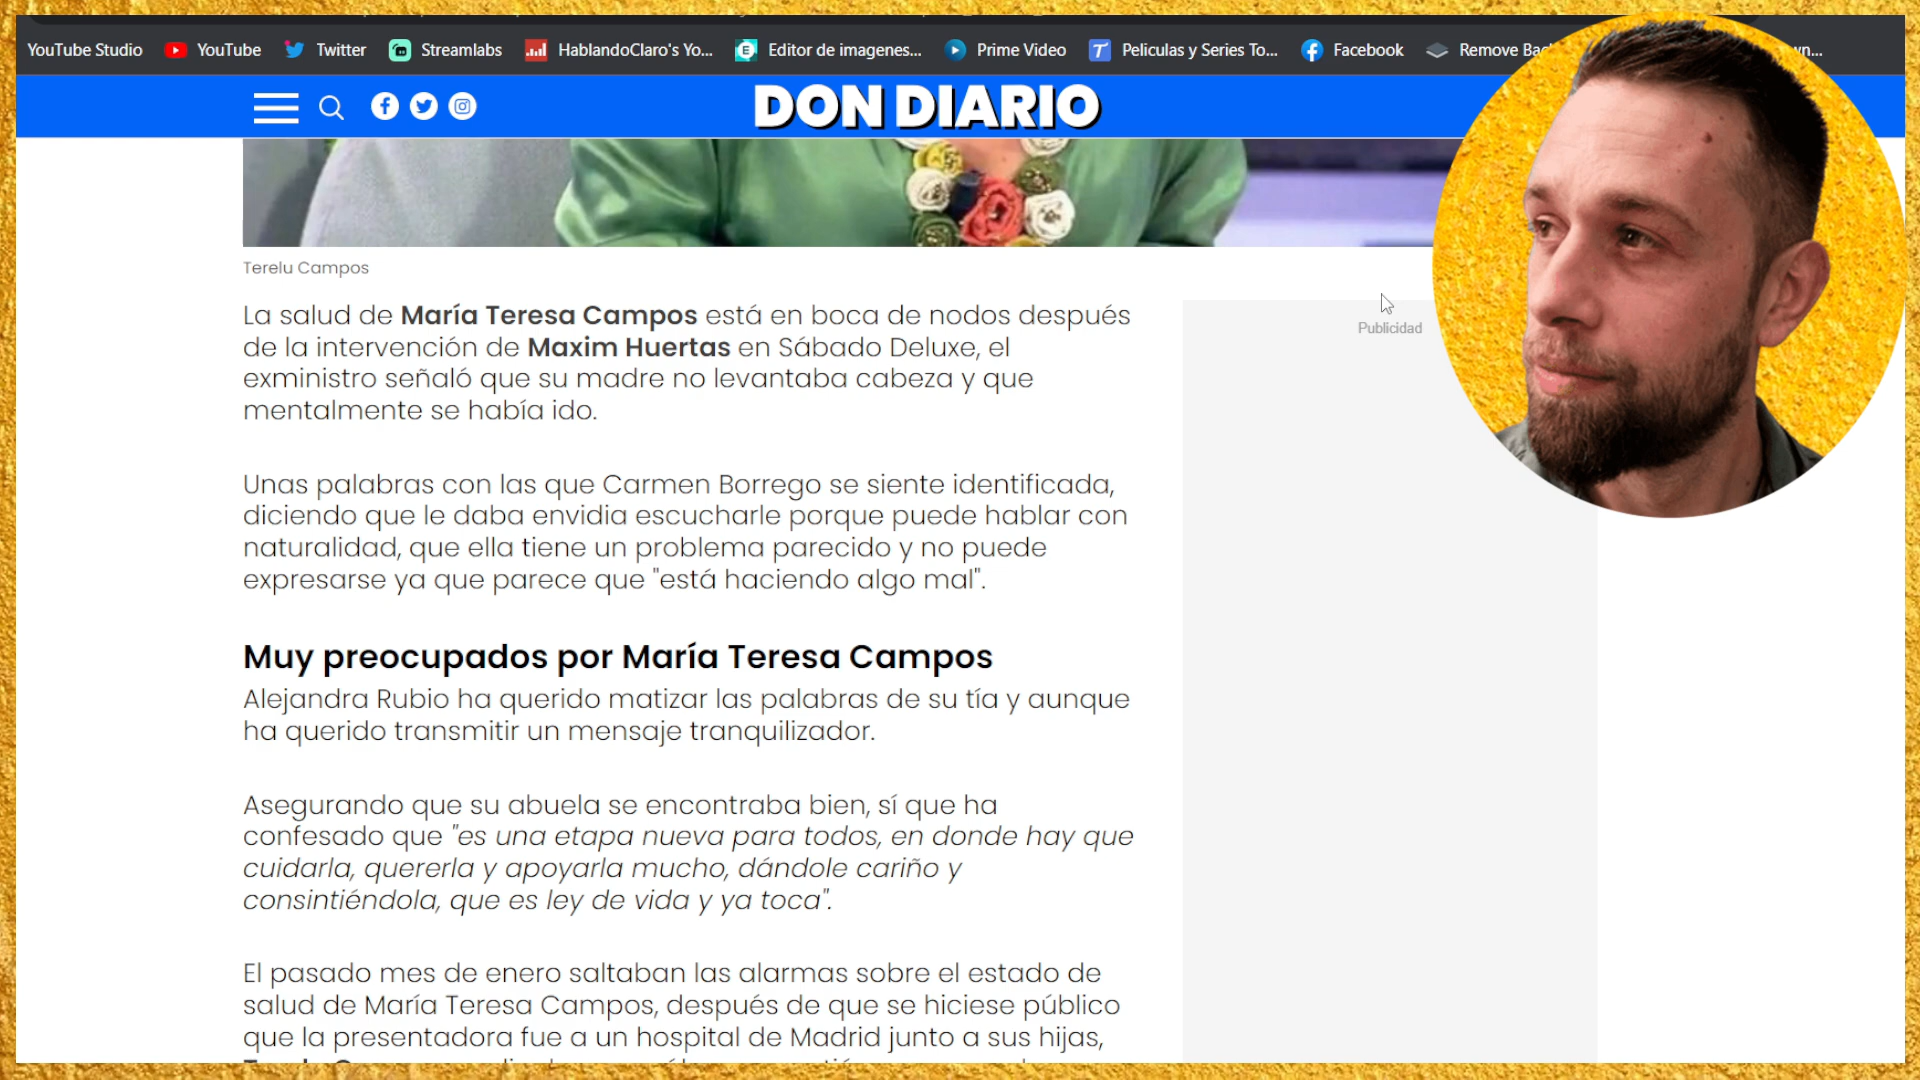 YouTube Studio YouTube Twitter Streamlabs HablandoClaro's Yo... Editor de imagenes... Prime Video Peliculas y Series To... Facebook Remove
DON DIARIO
Terelu Campos
La salud de María Teresa Campos está en boca de nodos después
de la intervención de Maxim Huertas en Sábado Deluxe, el
exministro señaló que su madre no levantaba cabeza y que
mentalmente se había ido.
Publicidad
Unas palabras con las que Carmen Borrego se siente identificada,
diciendo que le daba envidia escucharle porque puede hablar con
naturalidad, que ella tiene un problema parecido y no puede
expresarse ya que parece que "está haciendo algo mal".
Muy preocupados por María Teresa Campos
Alejandra Rubio ha querido matizar las palabras de su tía y aunque
ha querido transmitir un mensaje tranquilizador.
Asegurando que su abuela se encontraba bien, sí que ha
confesado que "es una etapa nueva para todos, en donde hay que
cuidarla, quererla y apoyarla mucho, dándole cariño y
consintiéndola, que es ley de vida y ya toca".
El pasado mes de enero saltaban las alarmas sobre el estado de
salud de María Teresa Campos, después de que se hiciese público
que la presentadora fue a un hospital de Madrid junto a sus hijas,